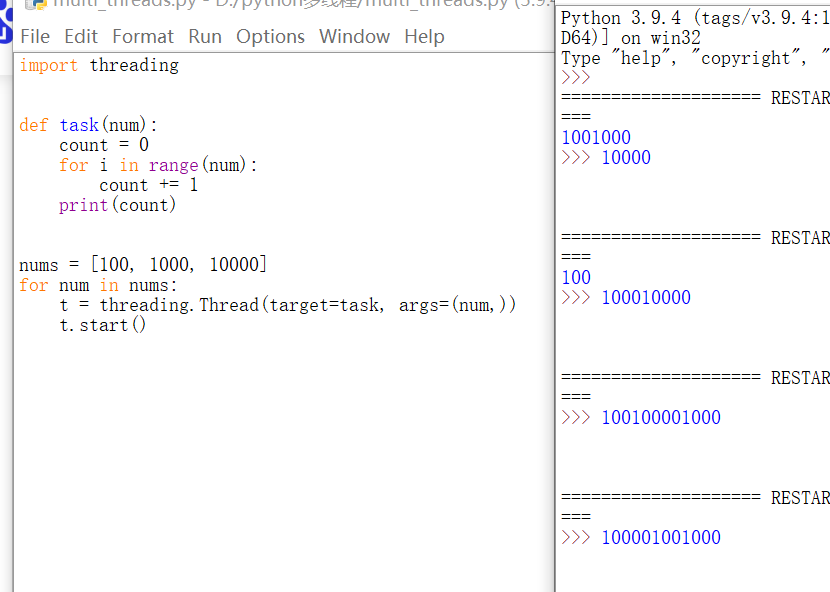 multi_threads.py - D:/python多线程/multi_threads.py (3.9.4
File Edit Format Run Options Window Help
import threading
def task(num):
    count = 0
    for i in range(num):
        count += 1
    print(count)
nums = [100, 1000, 10000]
for num in nums:
    t = threading.Thread(target=task, args=(num,))
    t.start()
Python 3.9.4 (tags/v3.9.4:1
D64)] on win32
Type "help", "copyright", "
>>>
==================== RESTAR
===
1001000
>>> 10000
==================== RESTAR
===
100
>>> 100010000
==================== RESTAR
===
>>> 100100001000
==================== RESTAR
===
>>> 100001001000